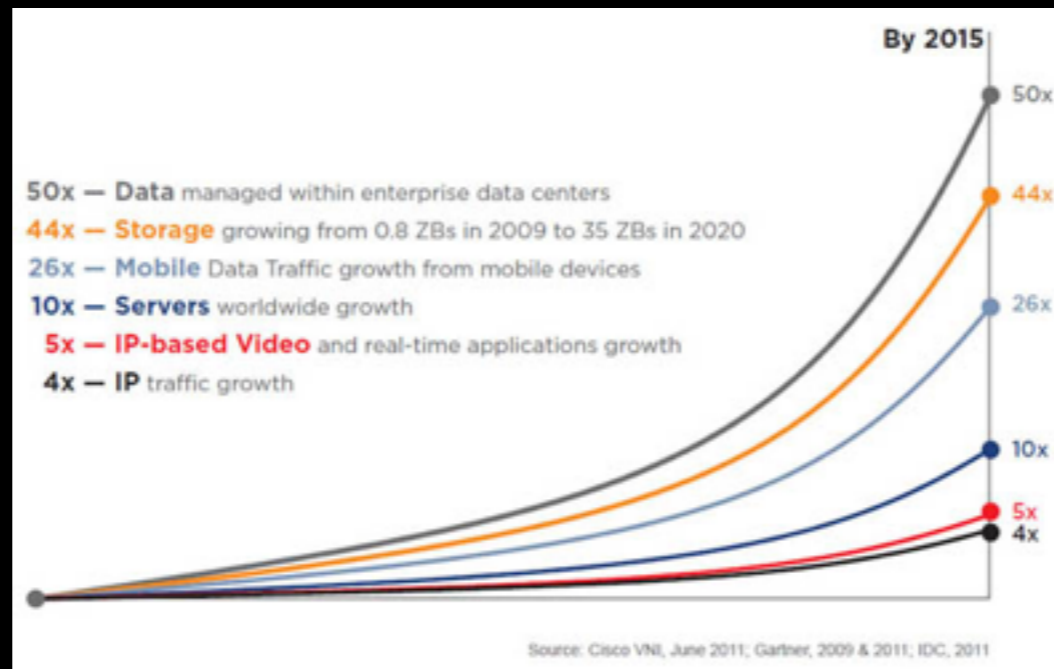 By 2015
50x
50x — Data managed within enterprise data centers
44x
44x — Storage growing from 0.8 ZBs in 2009 to 35 ZBs in 2020
26x — Mobile Data Traffic growth from mobile devices
26x
10x — Servers worldwide growth
5x — IP-based Video and real-time applications growth
4x — IP traffic growth
10x
5x
4x
Source: Cisco VNI, June 2011; Gartner, 2009 & 2011; IDC, 2011